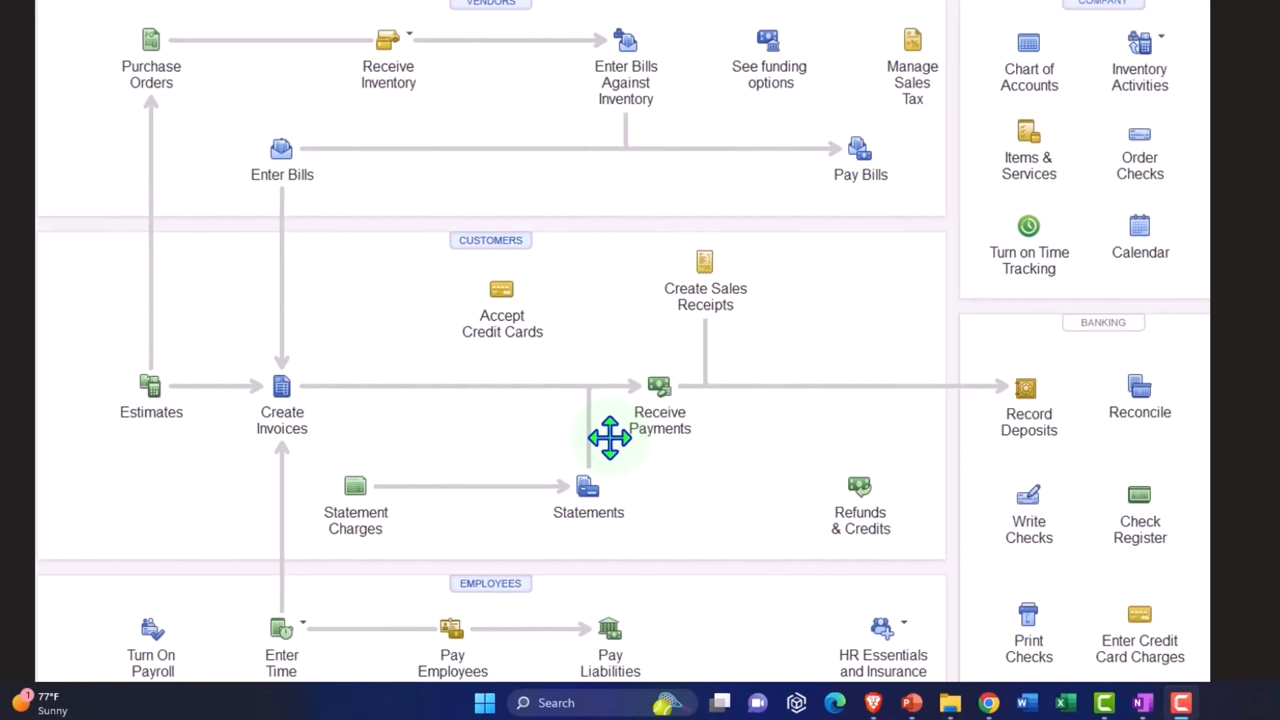 VENDORS
COMPANY
Purchase
Orders
Receive
Inventory
Enter Bills
Against
Inventory
See funding
options
Manage
Sales
Tax
Chart of
Accounts
Inventory
Activities
Enter Bills
Pay Bills
Items &
Services
Order
Checks
Turn on Time
Tracking
Calendar
CUSTOMERS
Accept
Credit Cards
Create Sales
Receipts
BANKING
Estimates
Create
Invoices
Receive
Payments
Record
Deposits
Reconcile
Statement
Charges
Statements
Refunds
& Credits
Write
Checks
Check
Register
EMPLOYEES
Turn On
Payroll
Enter
Time
Pay
Employees
Pay
Liabilities
HR Essentials
and Insurance
Print
Checks
Enter Credit
Card Charges
1
77°F
Sunny
Search